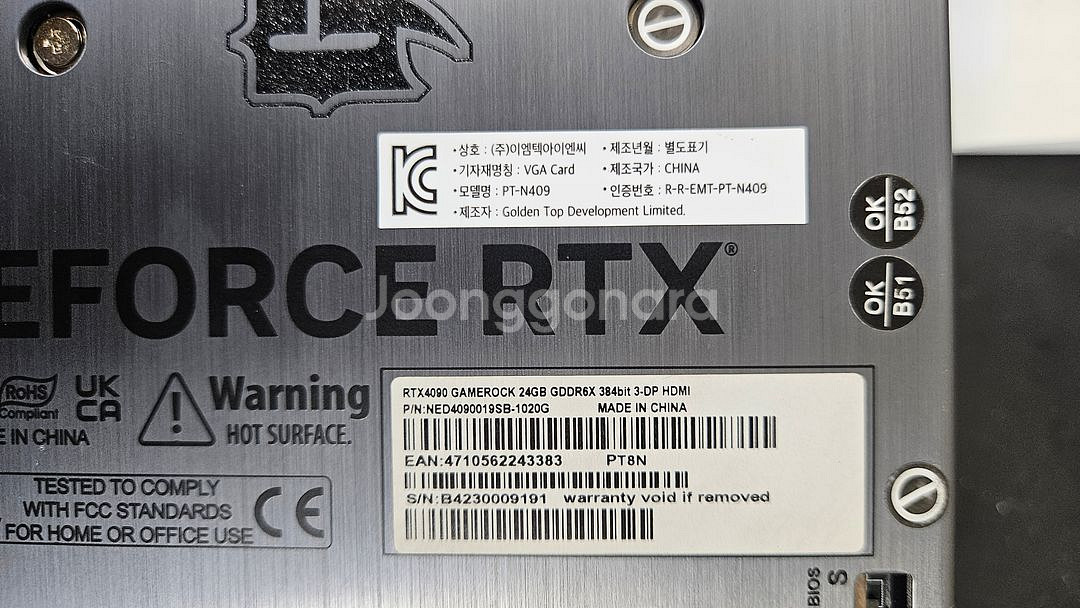 상호 : (주)이엠텍아이엔씨 • 제조년월 : 별도표기
•기자재명칭 : VGA Card • 제조국가 : CHINA
•모델명 : PT-N409 •인증번호 : R-R-EMT-PT-N409
•제조자 : Golden Top Development Limited.
OK
B52
EFORCE RTX®
Joonggonara
OK
B51
RoHS
Compliant
UK
CA
E IN CHINA
Warning
HOT SURFACE.
RTX4090 GAMEROCK 24GB GDDR6X 384bit 3-DP HDMI
P/N:NED4090019SB-1020G MADE IN CHINA
EAN:4710562243383 PT8N
S/N:B4230009191 warranty void if removed
TESTED TO COMPLY
WITH FCC STANDARDS
FOR HOME OR OFFICE USE
CE
BIOS
S